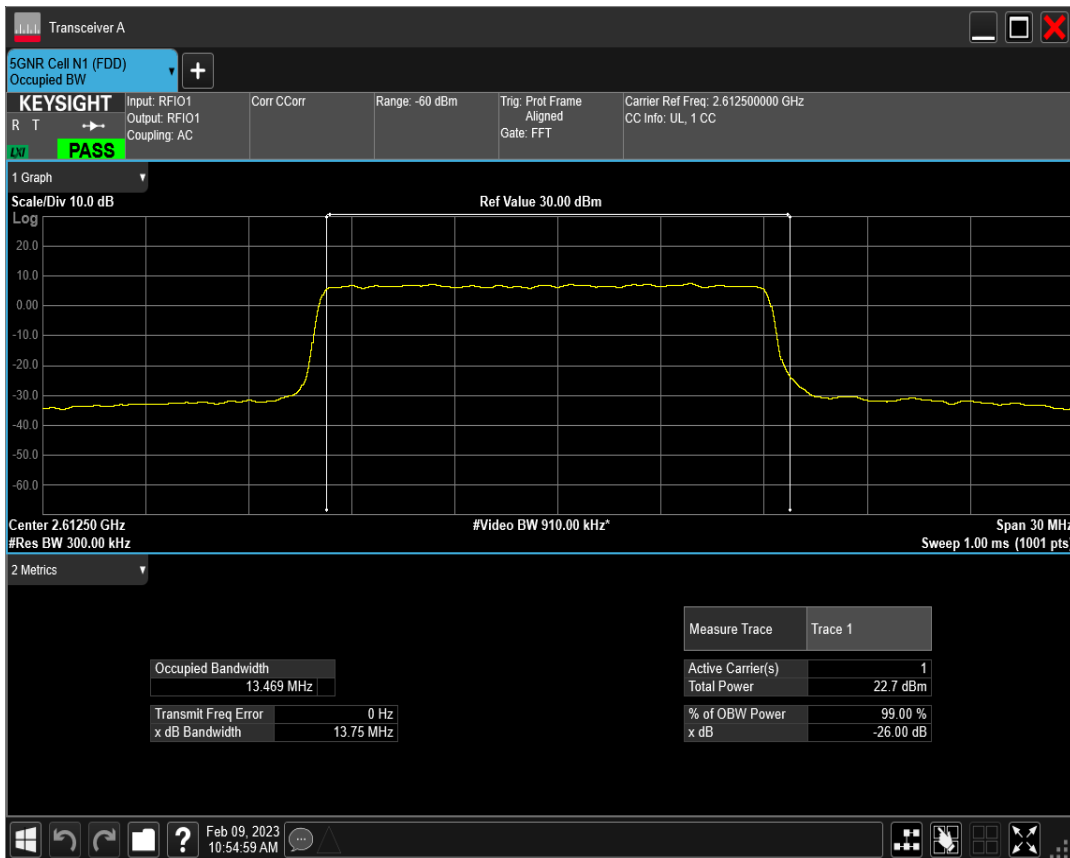 Transceiver A
5GNR Cell N1 (FDD)
Occupied BW
+
KEYSIGHT
R T
LXI
PASS
Input: RFIO1
Output: RFIO1
Coupling: AC
Corr CCorr
Range: -60 dBm
Trig: Prot Frame
Aligned
Gate: FFT
Carrier Ref Freq: 2.612500000 GHz
CC Info: UL, 1 CC
1 Graph
Scale/Div 10.0 dB
Ref Value 30.00 dBm
Log
20.0
10.0
0.00
-10.0
-20.0
-30.0
-40.0
-50.0
-60.0
Center 2.61250 GHz
#Video BW 910.00 kHz*
Span 30 MHz
#Res BW 300.00 kHz
Sweep 1.00 ms (1001 pts)
2 Metrics
Measure Trace Trace 1
Occupied Bandwidth
13.469 MHz
Active Carrier(s) 1
Total Power 22.7 dBm
Transmit Freq Error 0 Hz
x dB Bandwidth 13.75 MHz
% of OBW Power 99.00 %
x dB -26.00 dB
?
Feb 09, 2023
10:54:59 AM